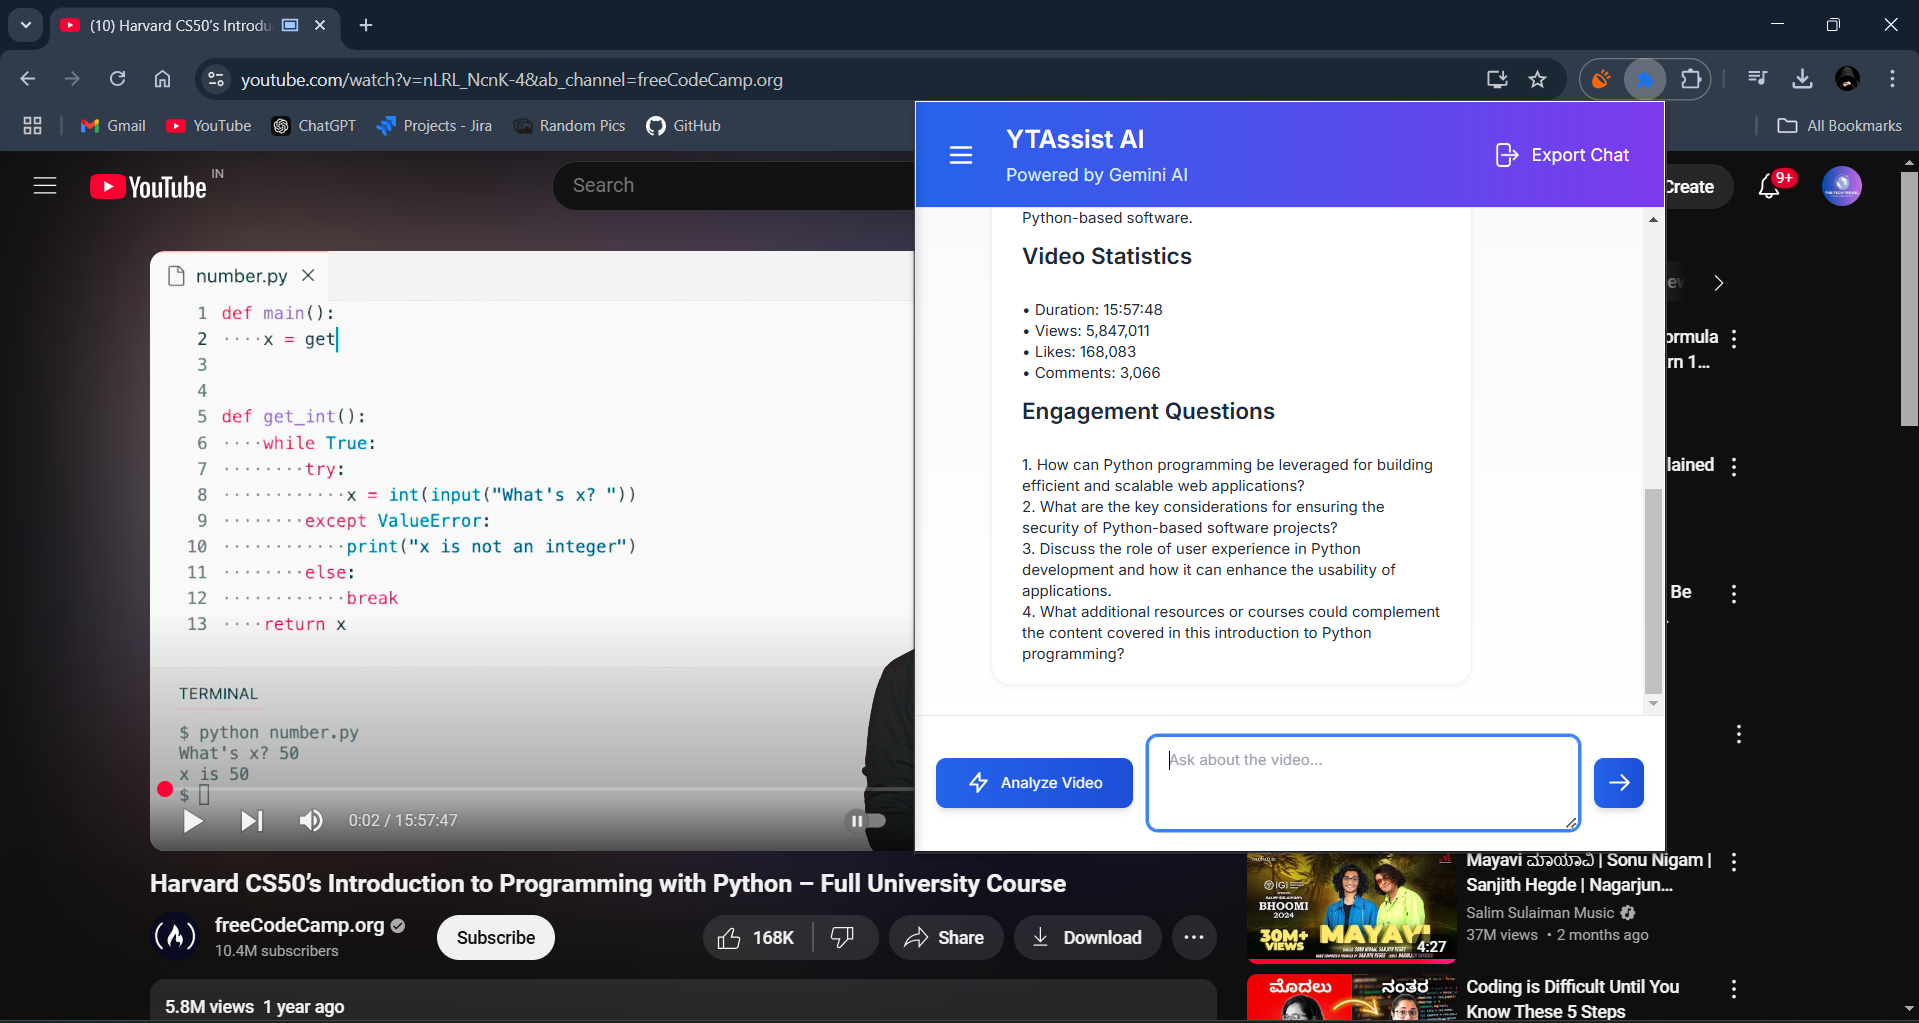 (10) Harvard CS50's Introdu
youtube.com/watch?v=nLRL_NcnK-4&ab_channel=freeCodeCamp.org
Gmail
YouTube
ChatGPT
Projects - Jira
Random Pics
GitHub
All Bookmarks
YouTube IN
Search
Create
9+
YTAssist AI
Powered by Gemini AI
Export Chat
Python-based software.
Video Statistics
• Duration: 15:57:48
• Views: 5,847,011
• Likes: 168,083
• Comments: 3,066
Engagement Questions
1. How can Python programming be leveraged for building
efficient and scalable web applications?
2. What are the key considerations for ensuring the
security of Python-based software projects?
3. Discuss the role of user experience in Python
development and how it can enhance the usability of
applications.
4. What additional resources or courses could complement
the content covered in this introduction to Python
programming?
Analyze Video
Ask about the video...
number.py
1 def main():
2 ····x = get
3
4
5 def get_int():
6 ····while True:
7 ········try:
8 ············x = int(input("What's x? "))
9 ········except ValueError:
10 ············print("x is not an integer")
11 ········else:
12 ············break
13 ····return x
TERMINAL
$ python number.py
What's x? 50
x is 50
$
0:02 / 15:57:47
ormula
rn 1...
lained
Be
Harvard CS50's Introduction to Programming with Python – Full University Course
freeCodeCamp.org
10.4M subscribers
Subscribe
168K
Share
Download
5.8M views 1 year ago
IGI
BHOOMI
2024
30M+
VIEWS
MAYAVI
4:27
Mayavi ಮಾಯಾವಿ | Sonu Nigam |
Sanjith Hegde | Nagarjun...
Salim Sulaiman Music
37M views • 2 months ago
ಮೊದಲು
ನಂತರ
Coding is Difficult Until You
Know These 5 Steps